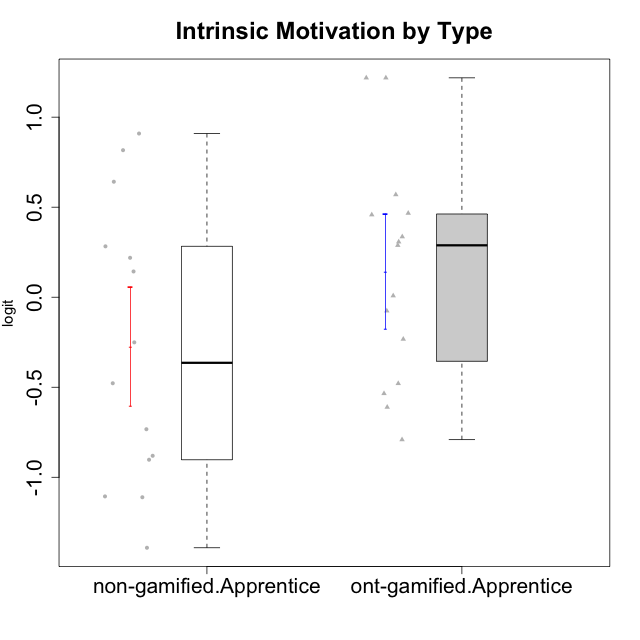 Intrinsic Motivation by Type
logit
1.0
0.5
0.0
-0.5
-1.0
non-gamified.Apprentice
ont-gamified.Apprentice